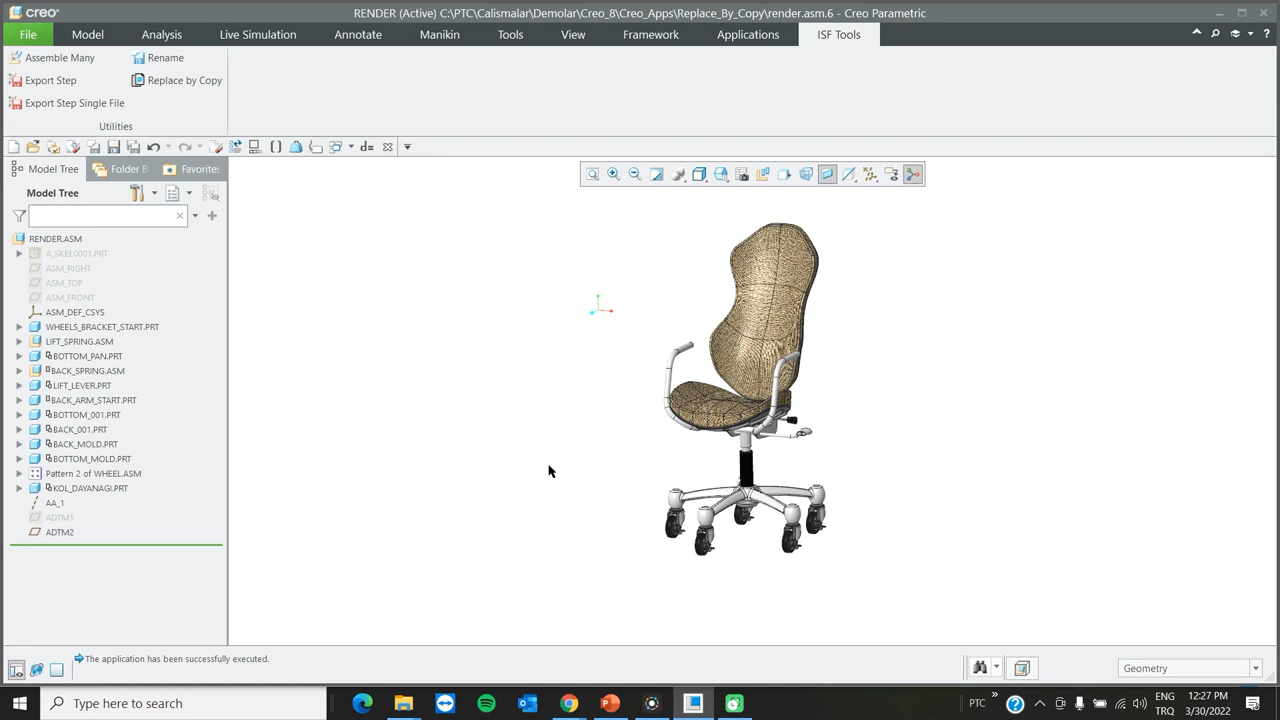 creo
RENDER (Active) C:\PTC\Calismalar\Demolar\Creo_8\Creo_Apps\Replace_By_Copy\render.asm.6 - Creo Parametric
File Model Analysis Live Simulation Annotate Manikin Tools View Framework Applications ISF Tools
Assemble Many Rename
Export Step Replace by Copy
Export Step Single File
Utilities
Model Tree Folder B Favorites
Model Tree
RENDER.ASM
A_SKEL0001.PRT
ASM_RIGHT
ASM_TOP
ASM_FRONT
ASM_DEF_CSYS
WHEELS_BRACKET_START.PRT
LIFT_SPRING.ASM
BOTTOM_PAN.PRT
BACK_SPRING.ASM
LIFT_LEVER.PRT
BACK_ARM_START.PRT
BOTTOM_001.PRT
BACK_001.PRT
BACK_MOLD.PRT
BOTTOM_MOLD.PRT
Pattern 2 of WHEEL.ASM
KOL_DAYANAGI.PRT
AA_1
ADTM1
ADTM2
The application has been successfully executed.
Geometry
Type here to search
PTC
ENG
TRQ
12:27 PM
3/30/2022